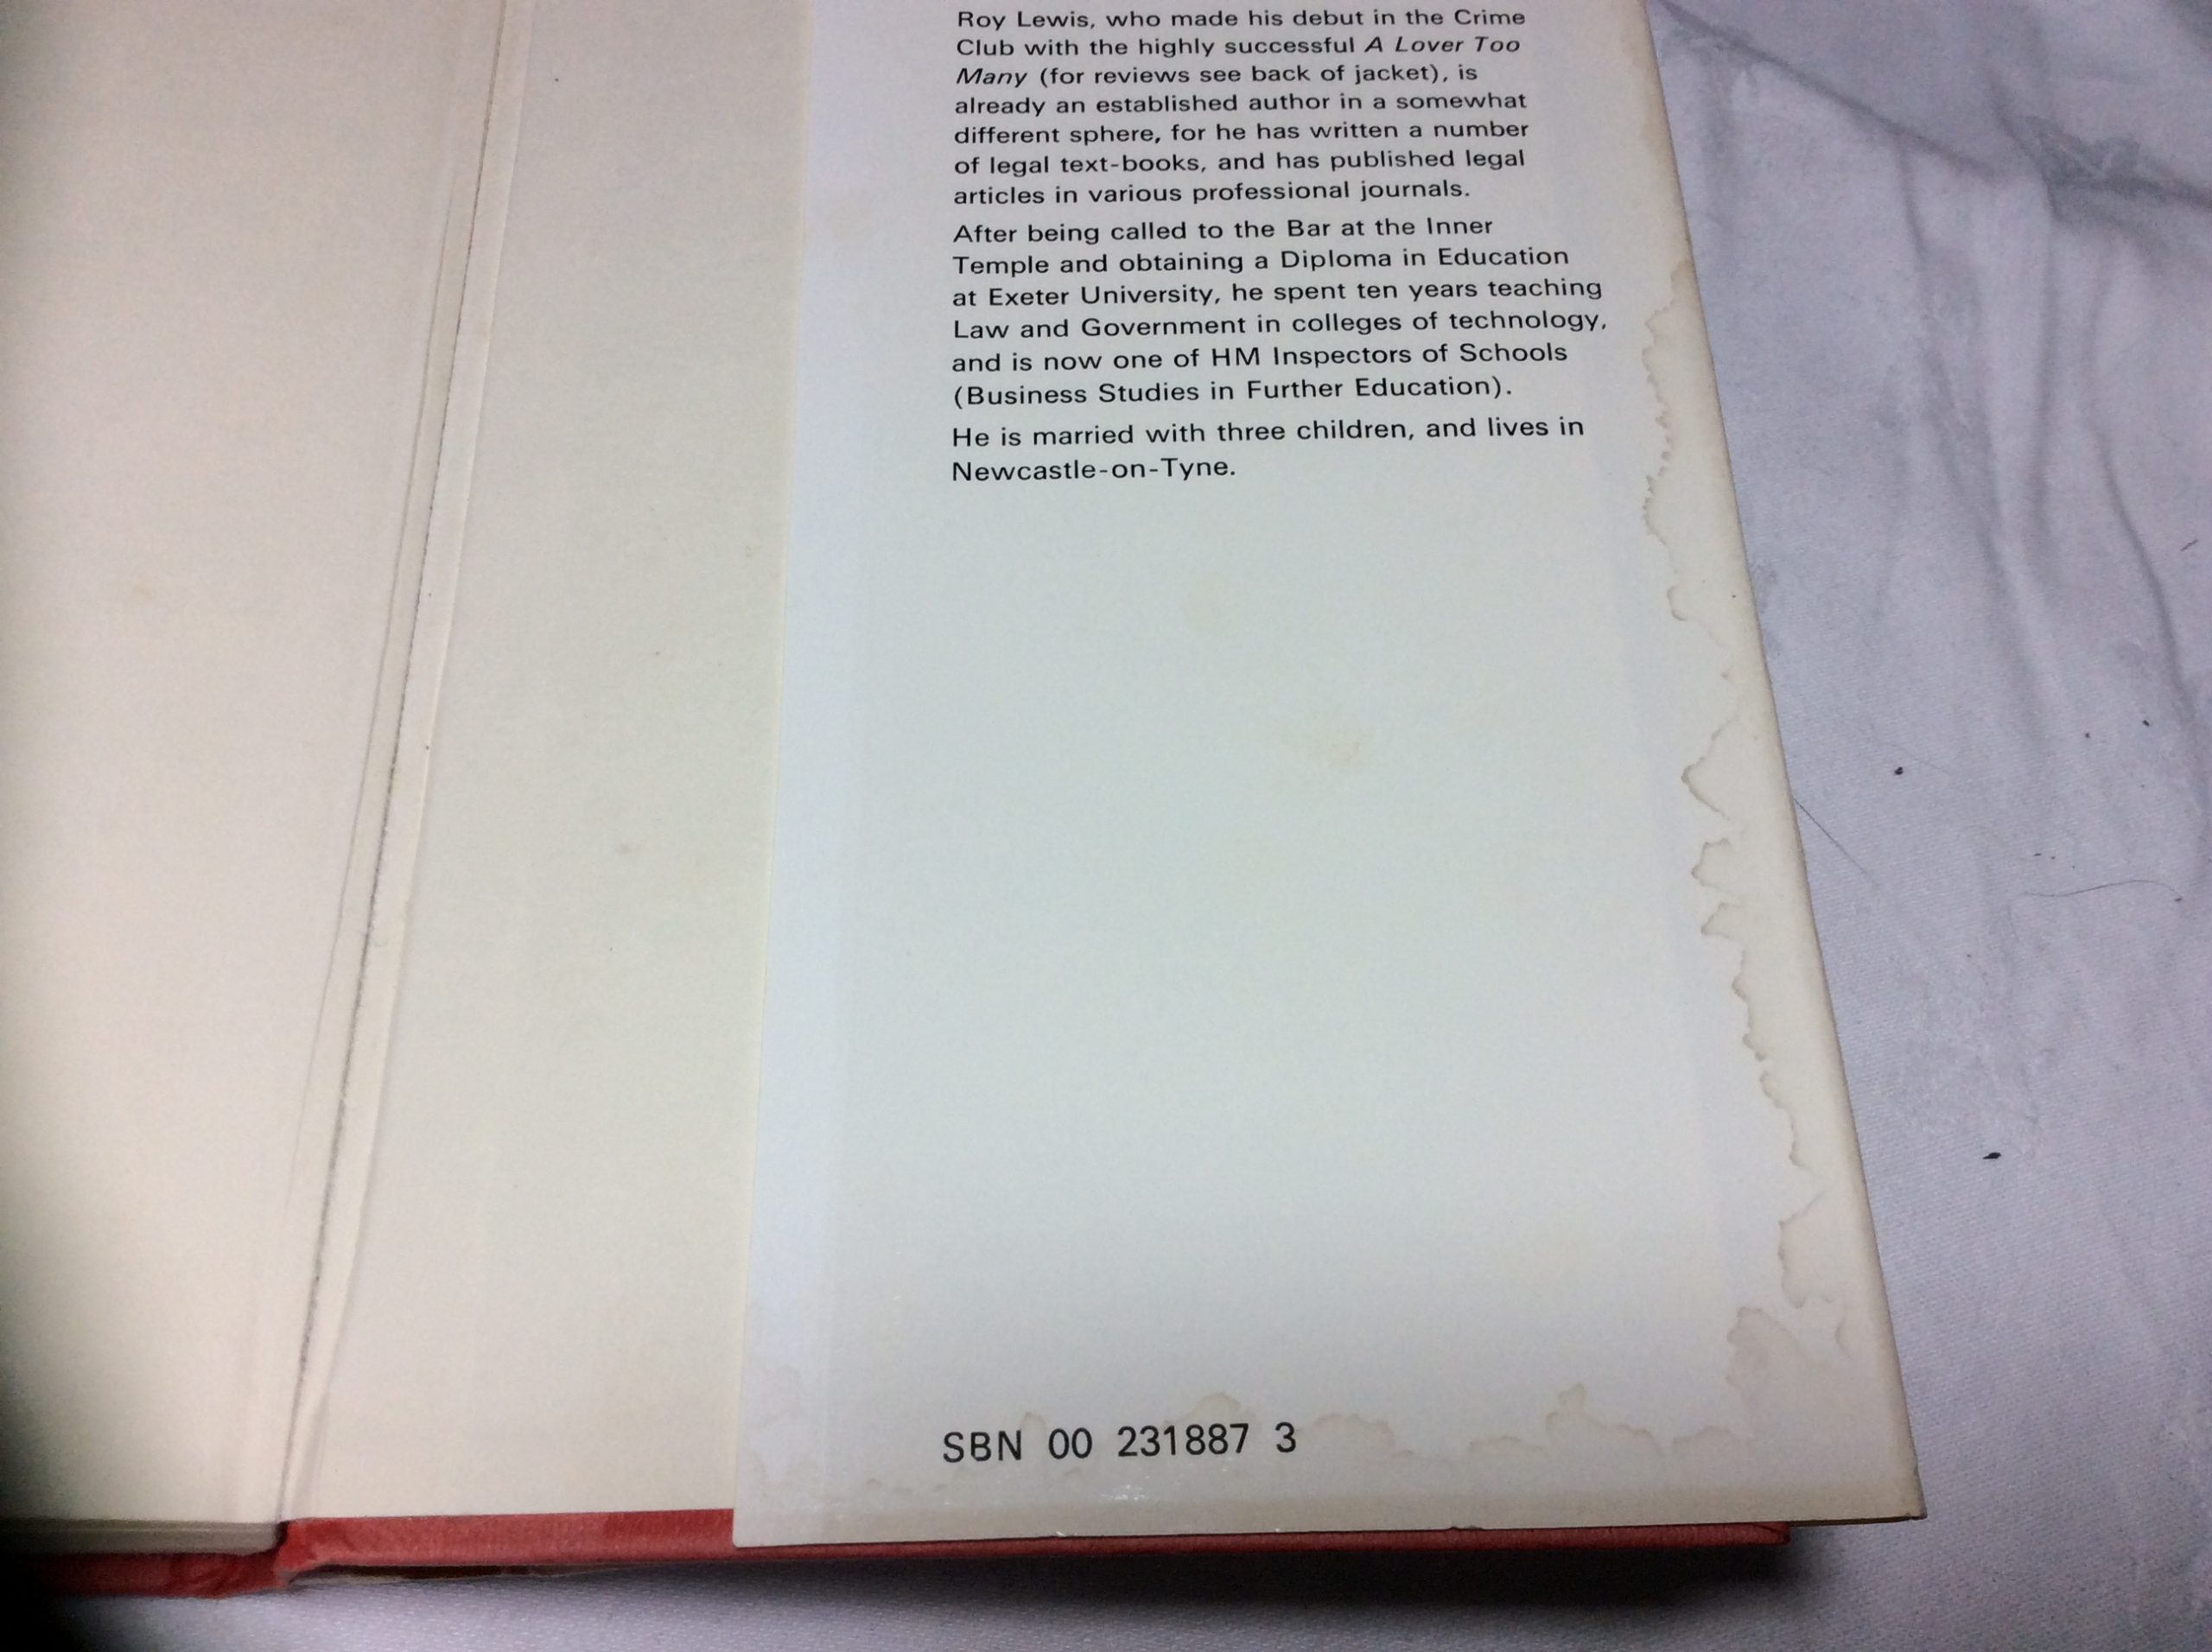 Roy Lewis, who made his debut in the Crime
Club with the highly successful A Lover Too
Many (for reviews see back of jacket), is
already an established author in a somewhat
different sphere, for he has written a number
of legal text-books, and has published legal
articles in various professional journals.
After being called to the Bar at the Inner
Temple and obtaining a Diploma in Education
at Exeter University, he spent ten years teaching
Law and Government in colleges of technology,
and is now one of HM Inspectors of Schools
(Business Studies in Further Education).
He is married with three children, and lives in
Newcastle-on-Tyne.
SBN 00 231887 3